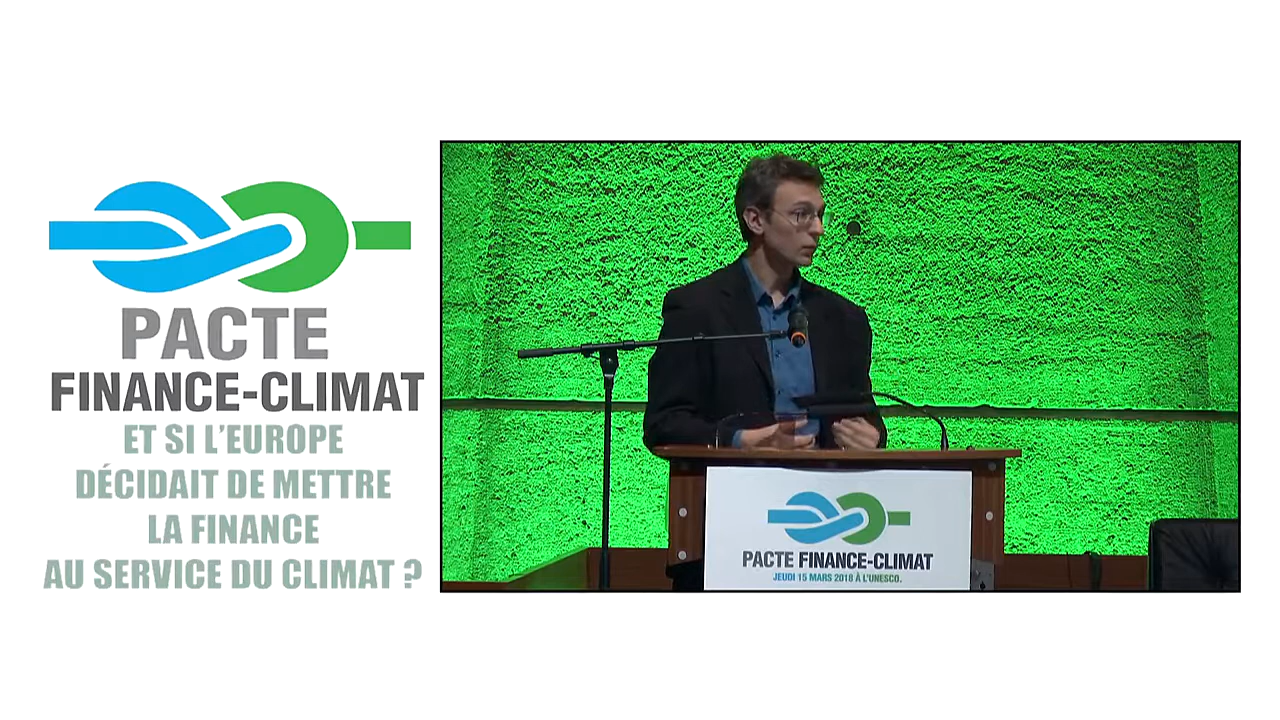 PACTE
FINANCE-CLIMAT
ET SI L'EUROPE
DÉCIDAIT DE METTRE
LA FINANCE
AU SERVICE DU CLIMAT ?
PACTE FINANCE-CLIMAT
JEUDI 15 MARS 2018 À L'UNESCO.